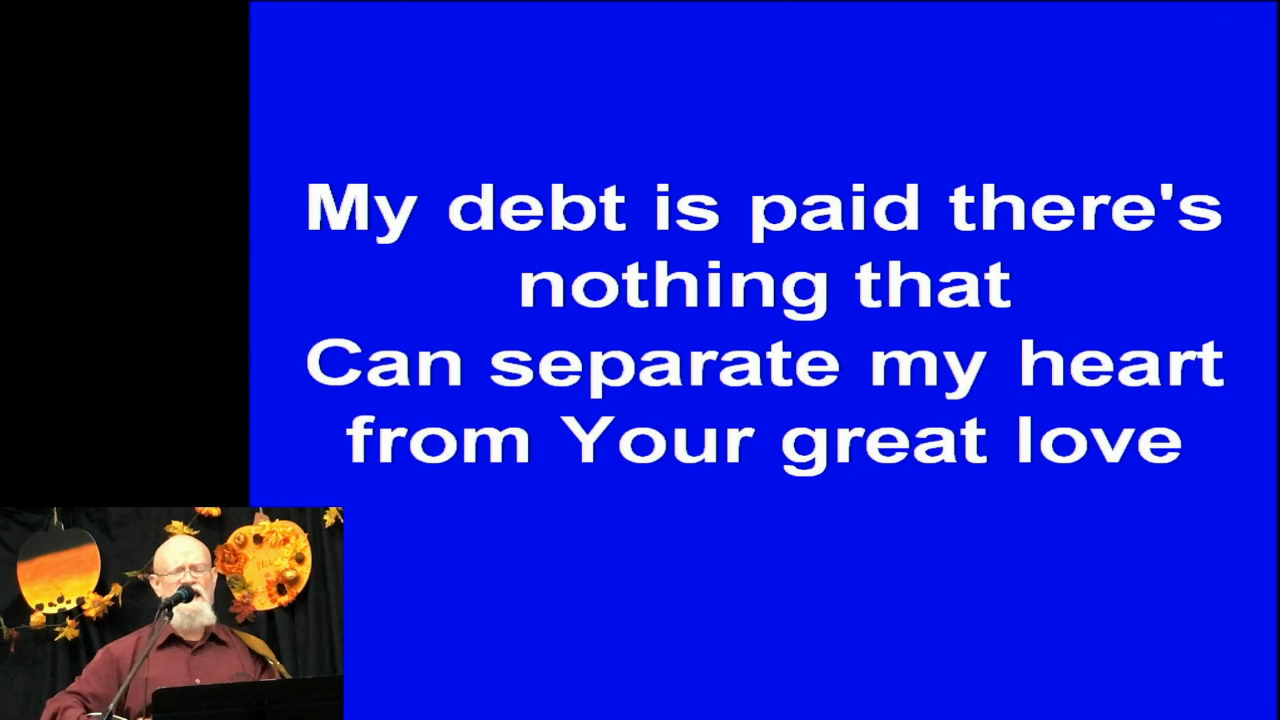 My debt is paid there's
nothing that
Can separate my heart
from Your great love